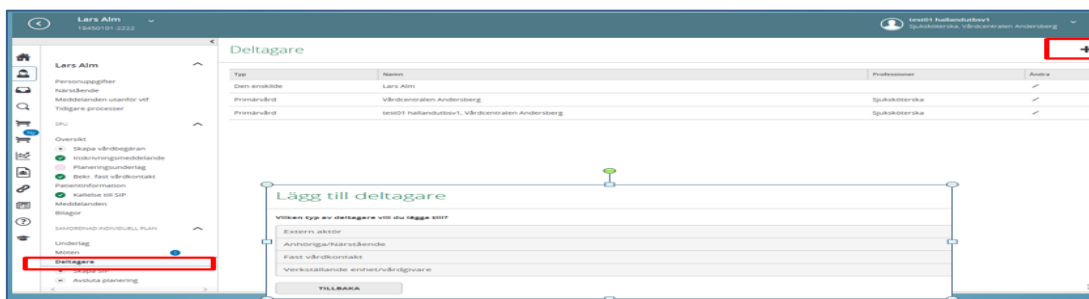 Lars Alm
19450101-2222
test01 hallandutbsv1
Sjuksköterska, Vårdcentralen Andersberg
Lars Alm
Personuppgifter
Närstående
Meddelanden utanför vtf
Tidigare processer
SPU
Översikt
Skapa vårdbegäran
Inskrivningsmeddelande
Planeringsunderlag
Bekr. fast vårdkontakt
Patientinformation
Kallelse till SIP
Meddelanden
Bilagor
SAMORDNAD INDIVIDUELL PLAN
Underlag
Möten
Deltagare
Skapa SIP
Avsluta planering
Deltagare
Typ Namn Professioner Ändra
Den enskilde Lars Alm
Primärvård Vårdcentralen Andersberg Sjuksköterska
Primärvård test01 hallandutbsv1, Vårdcentralen Andersberg Sjuksköterska
Lägg till deltagare
Vilken typ av deltagare vill du lägga till?
Extern aktör
Anhöriga/Närstående
Fast vårdkontakt
Verkställande enhet/vårdgivare
TILLBAKA